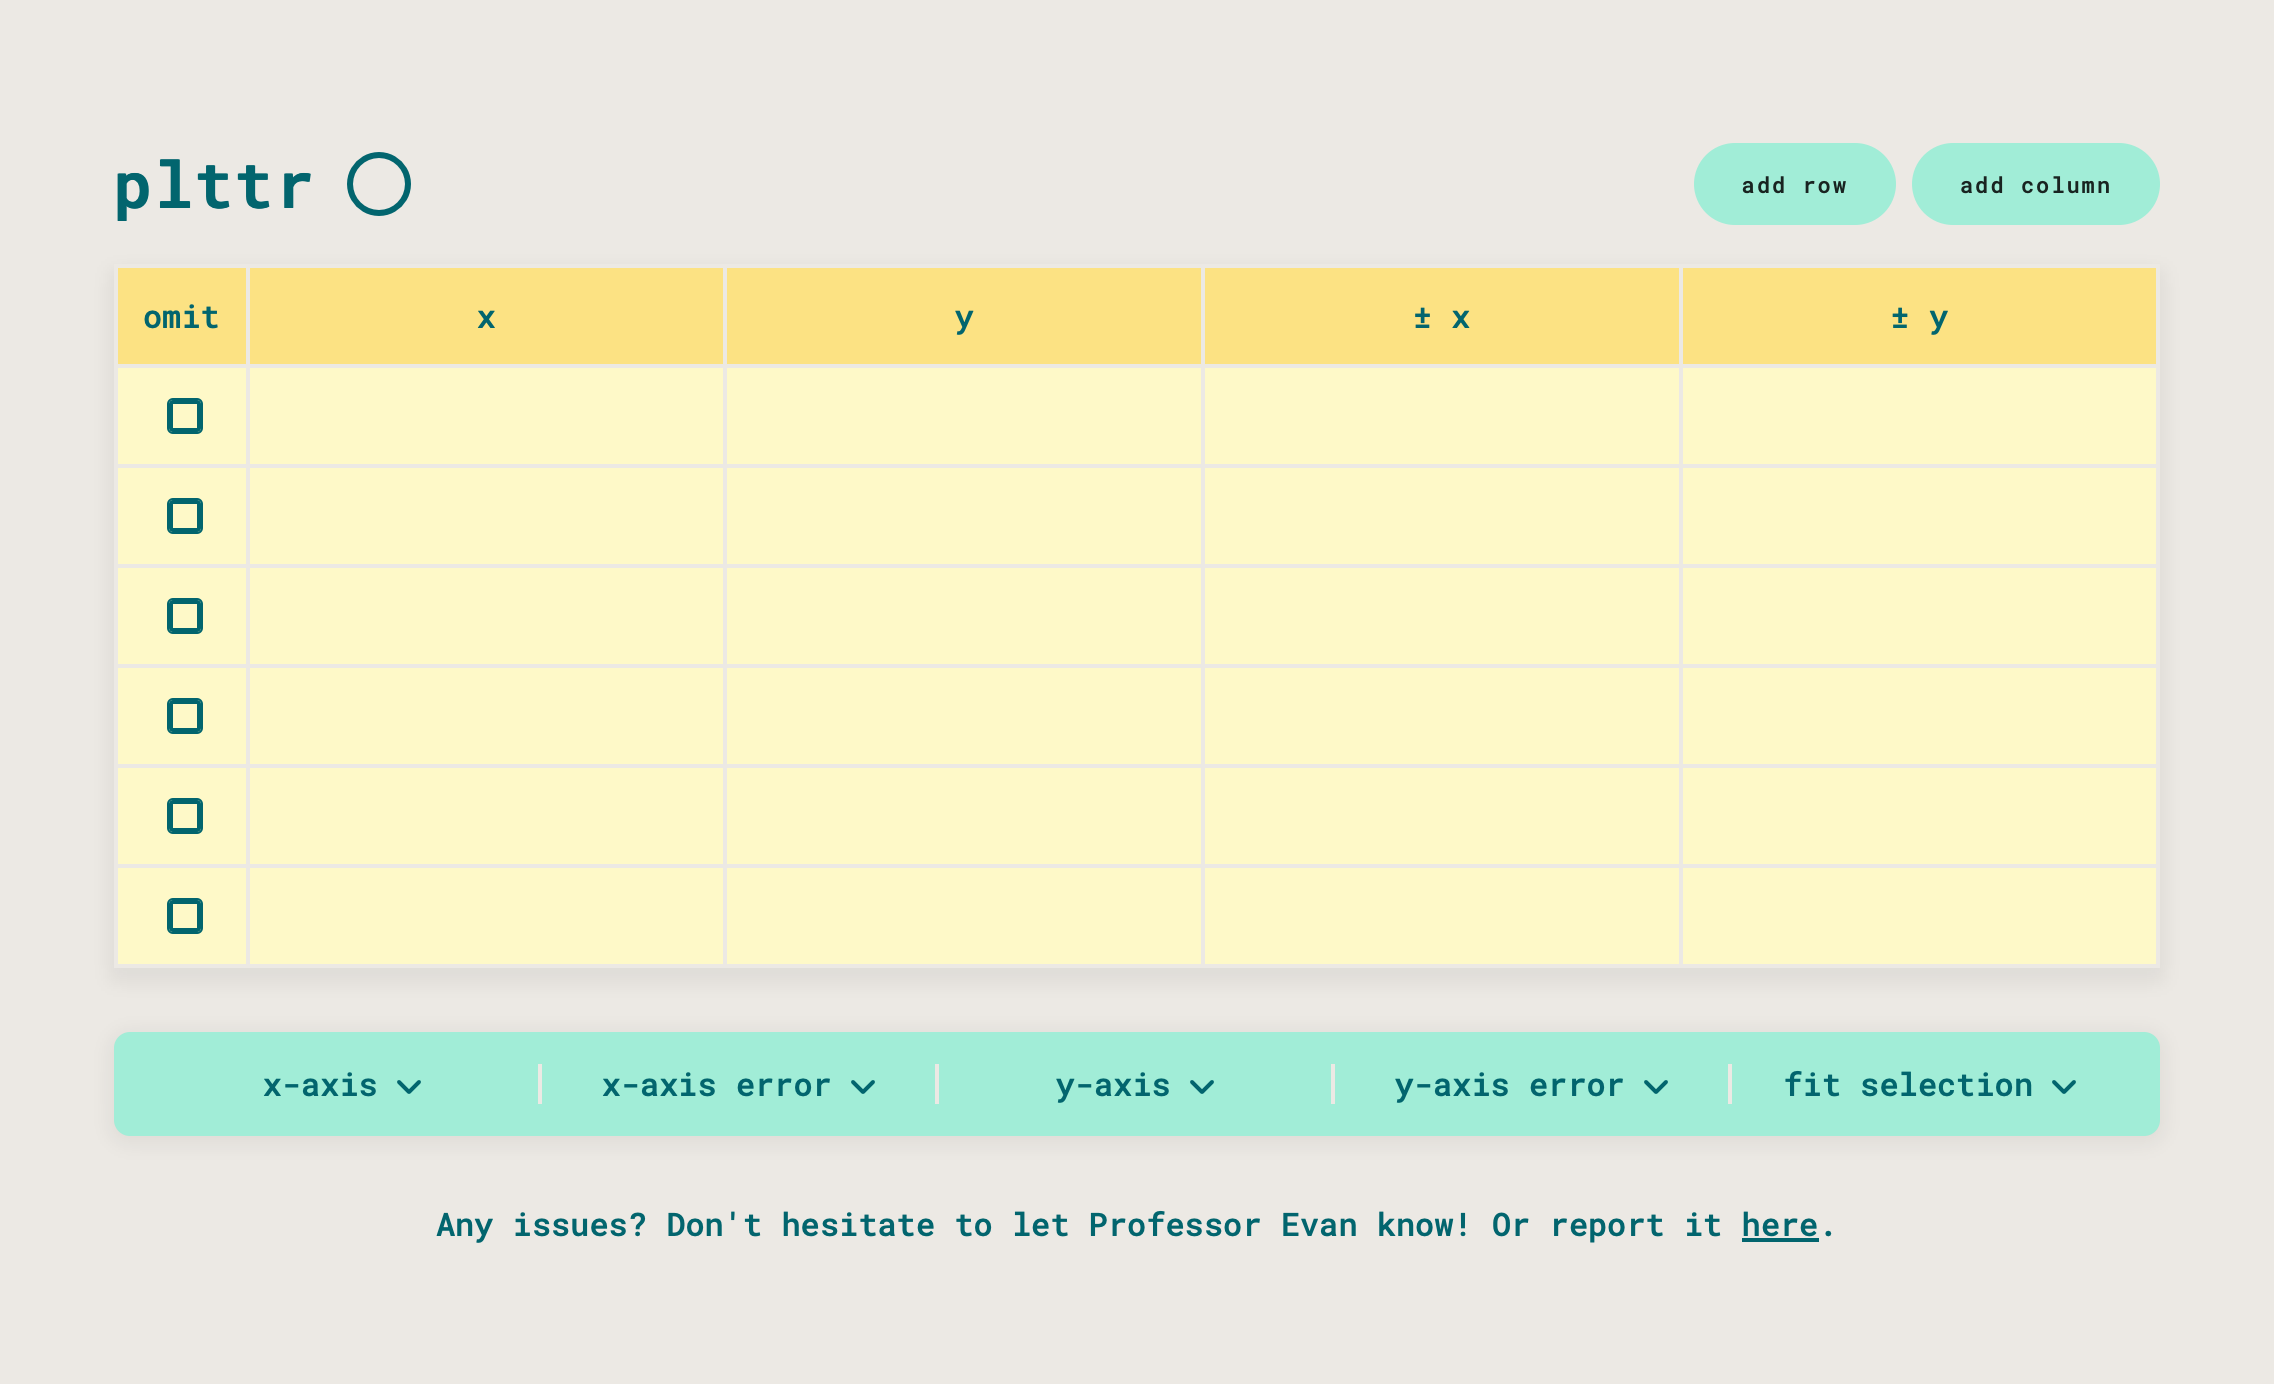 plttr
add row
add column
omit x y ± x ± y
x-axis x-axis error y-axis y-axis error fit selection
Any issues? Don't hesitate to let Professor Evan know! Or report it here.